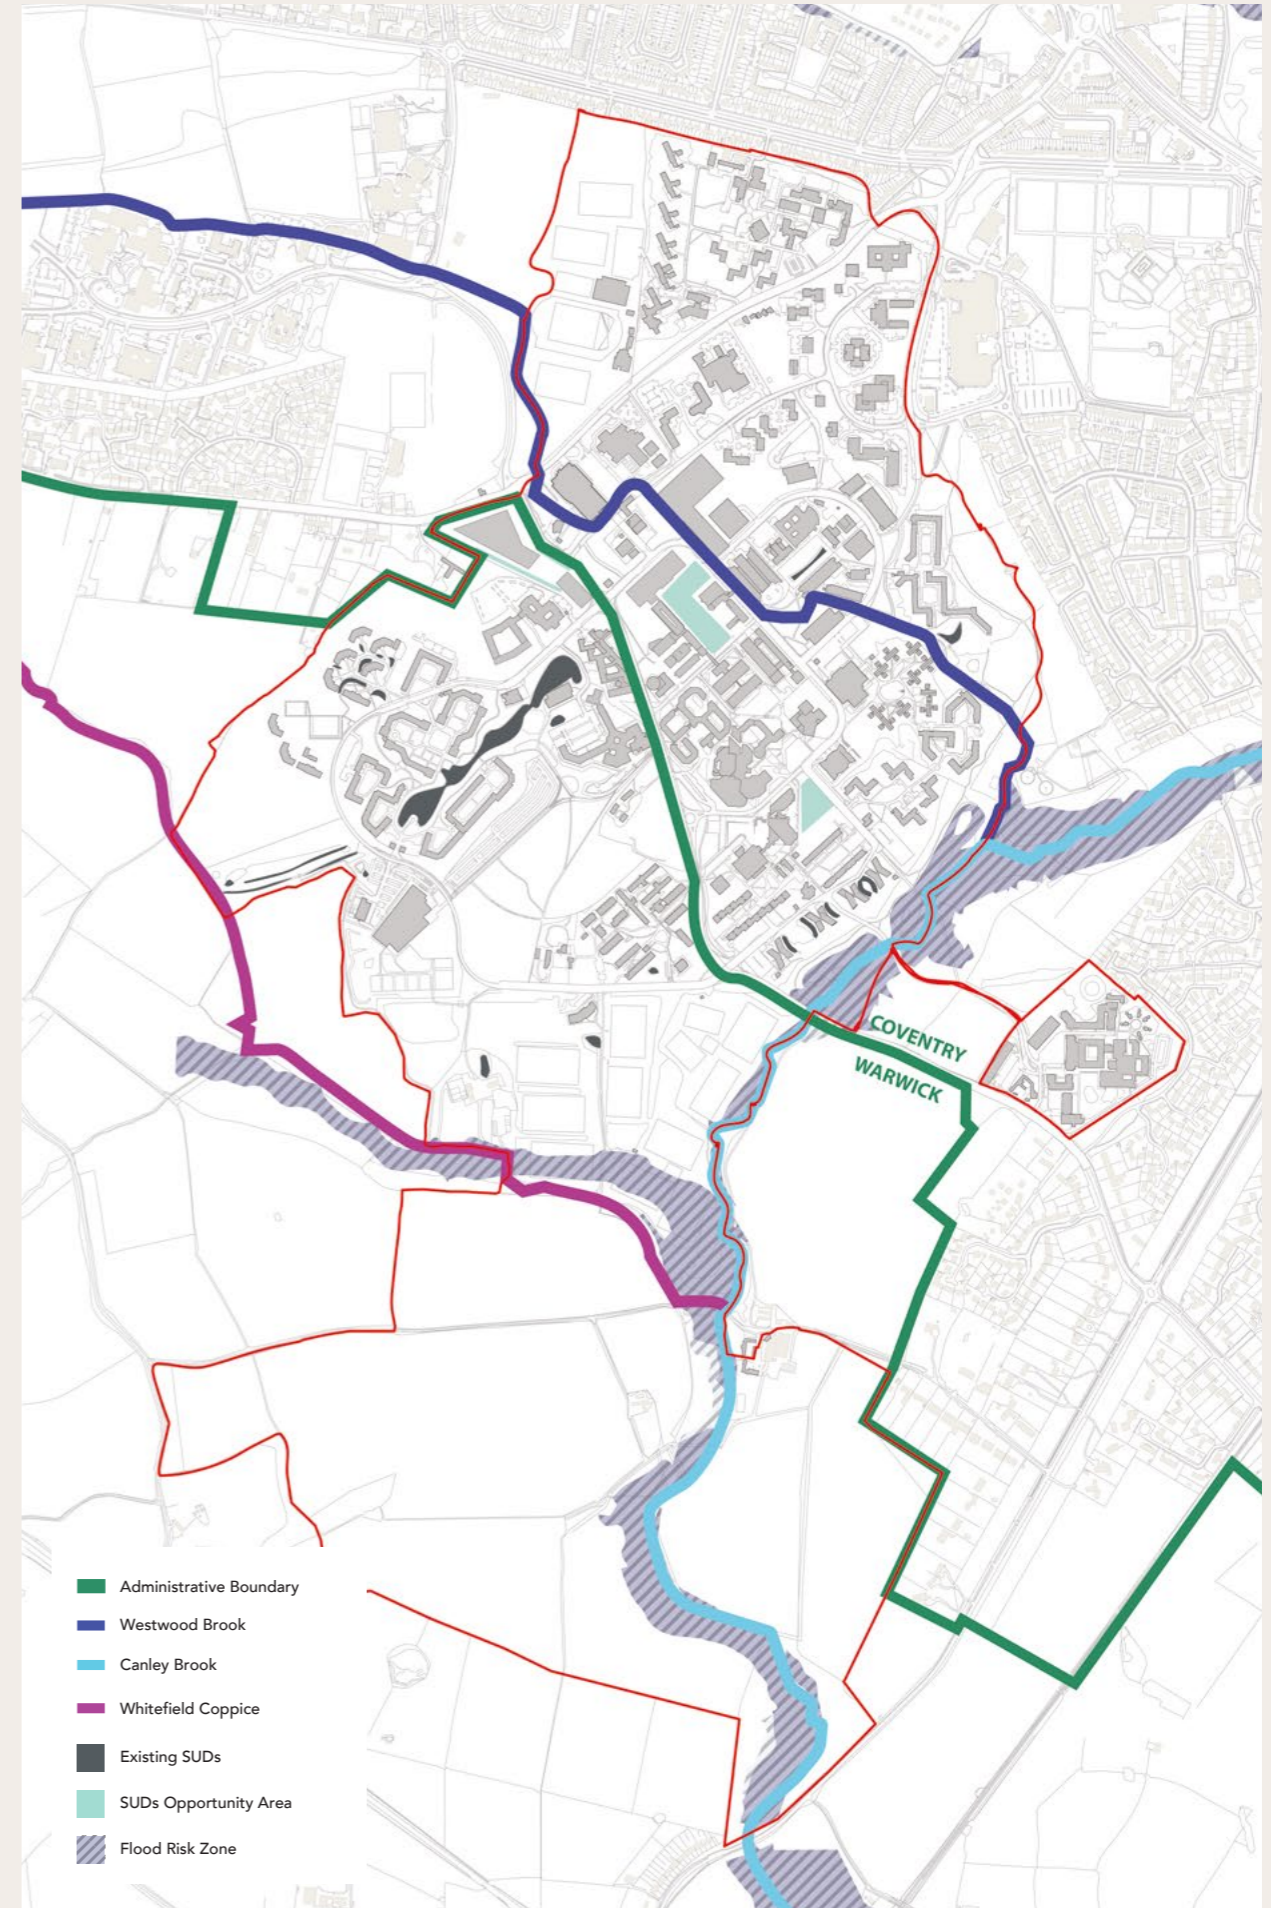 COVENTRY
WARWICK
Administrative Boundary
Westwood Brook
Canley Brook
Whitefield Coppice
Existing SUDs
SUDs Opportunity Area
Flood Risk Zone